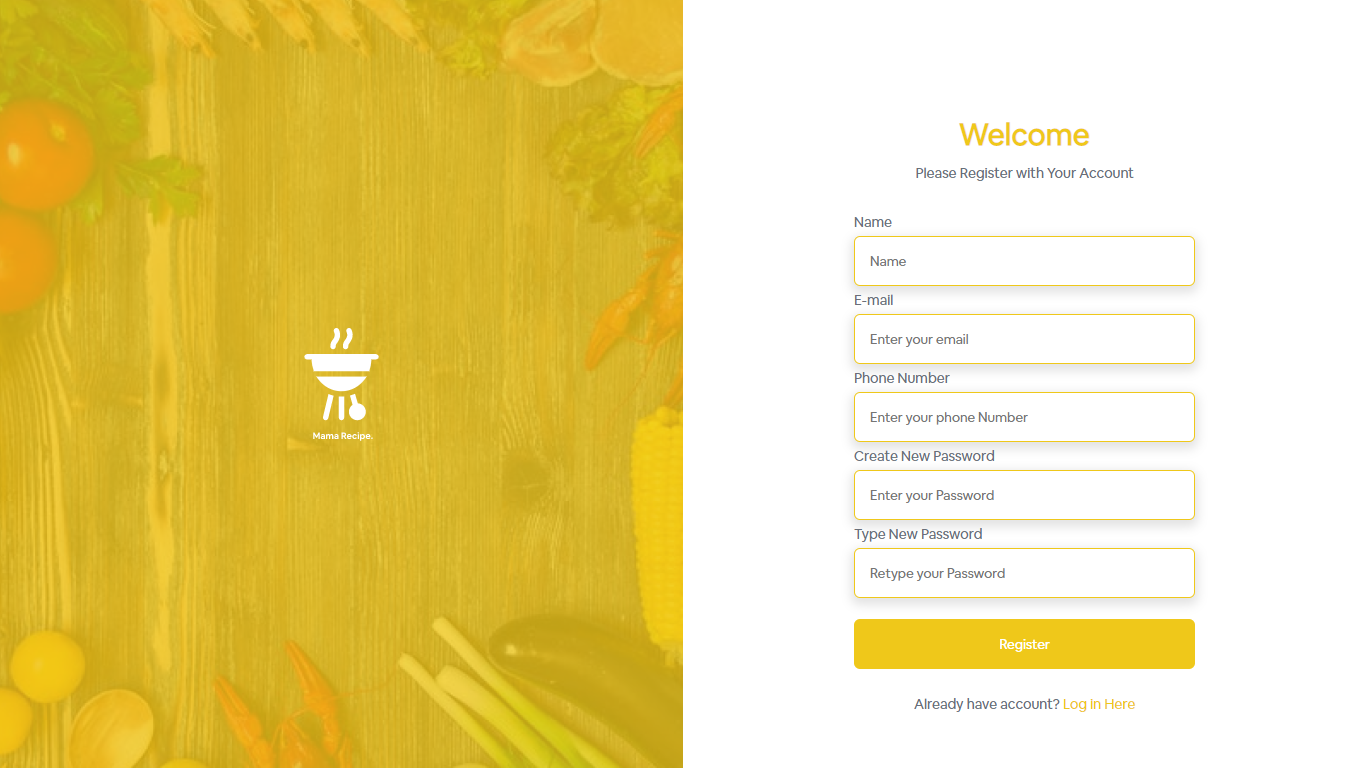 Mama Recipe.
Welcome
Please Register with Your Account
Name
Name
E-mail
Enter your email
Phone Number
Enter your phone Number
Create New Password
Enter your Password
Type New Password
Retype your Password
Register
Already have account? Log in Here